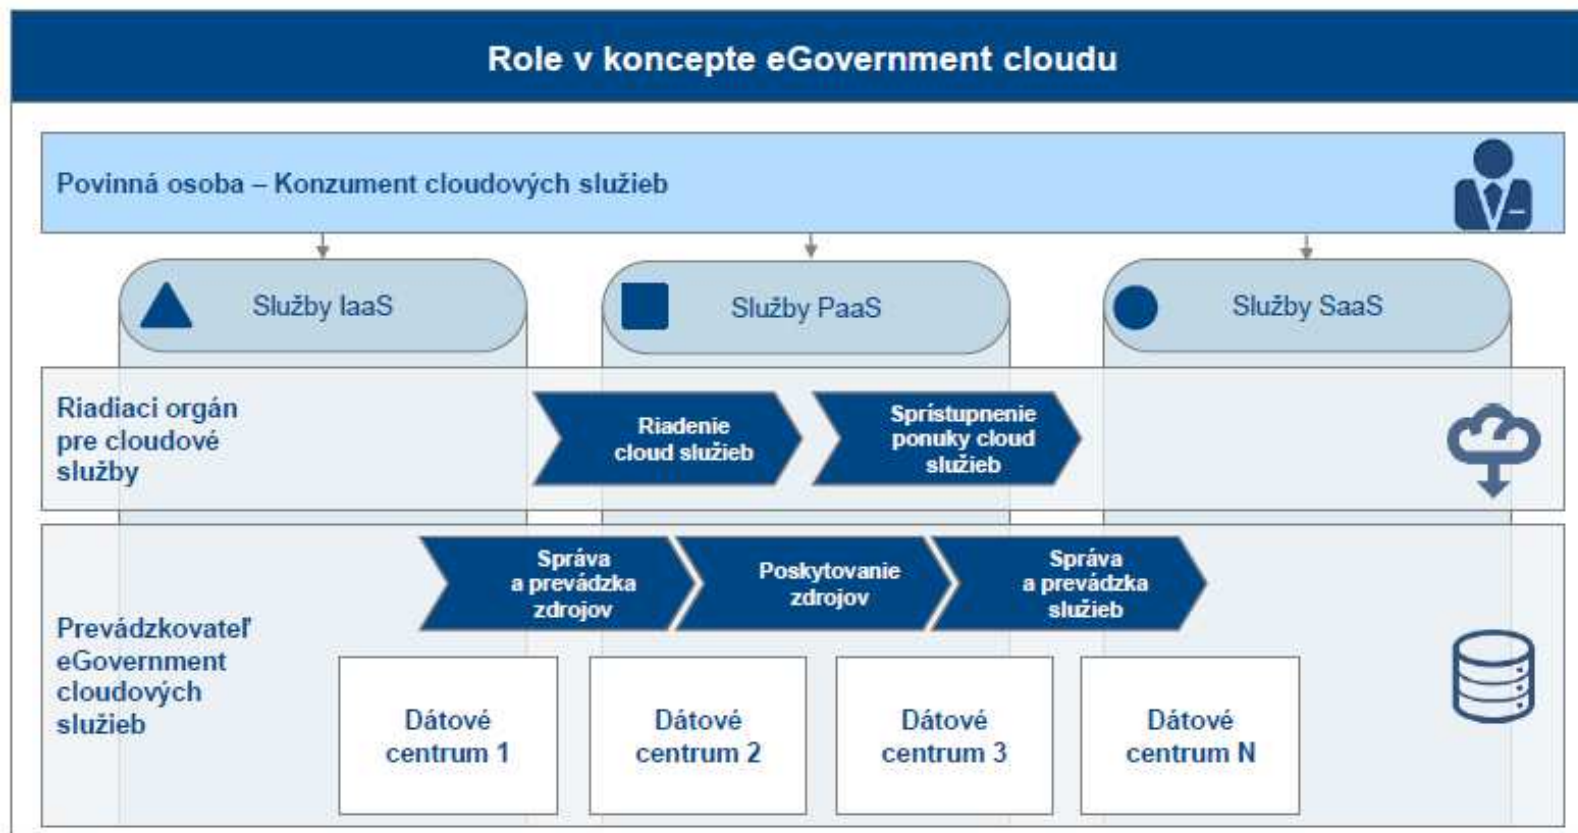 Role v koncepte eGovernment cloudu
Povinná osoba – Konzument cloudových služieb
Služby IaaS
Služby PaaS
Služby SaaS
Riadiaci orgán
pre cloudové
služby
Riadenie
cloud služieb
Sprístupnenie
ponuky cloud
služieb
Prevádzkovateľ
eGovernment
cloudových
služieb
Správa
a prevádzka
zdrojov
Poskytovanie
zdrojov
Správa
a prevádzka
služieb
Dátové
centrum 1
Dátové
centrum 2
Dátové
centrum 3
Dátové
centrum N